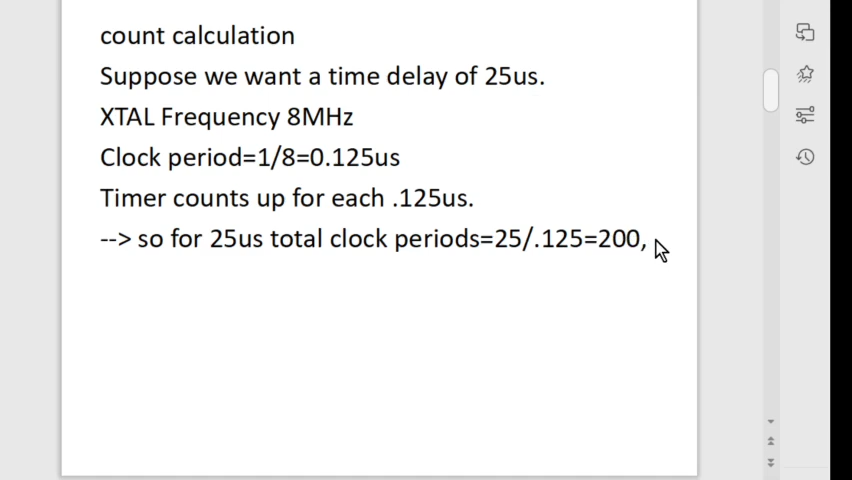 count calculation
Suppose we want a time delay of 25us.
XTAL Frequency 8MHz
Clock period=1/8=0.125us
Timer counts up for each .125us.
--> so for 25us total clock periods=25/.125=200,